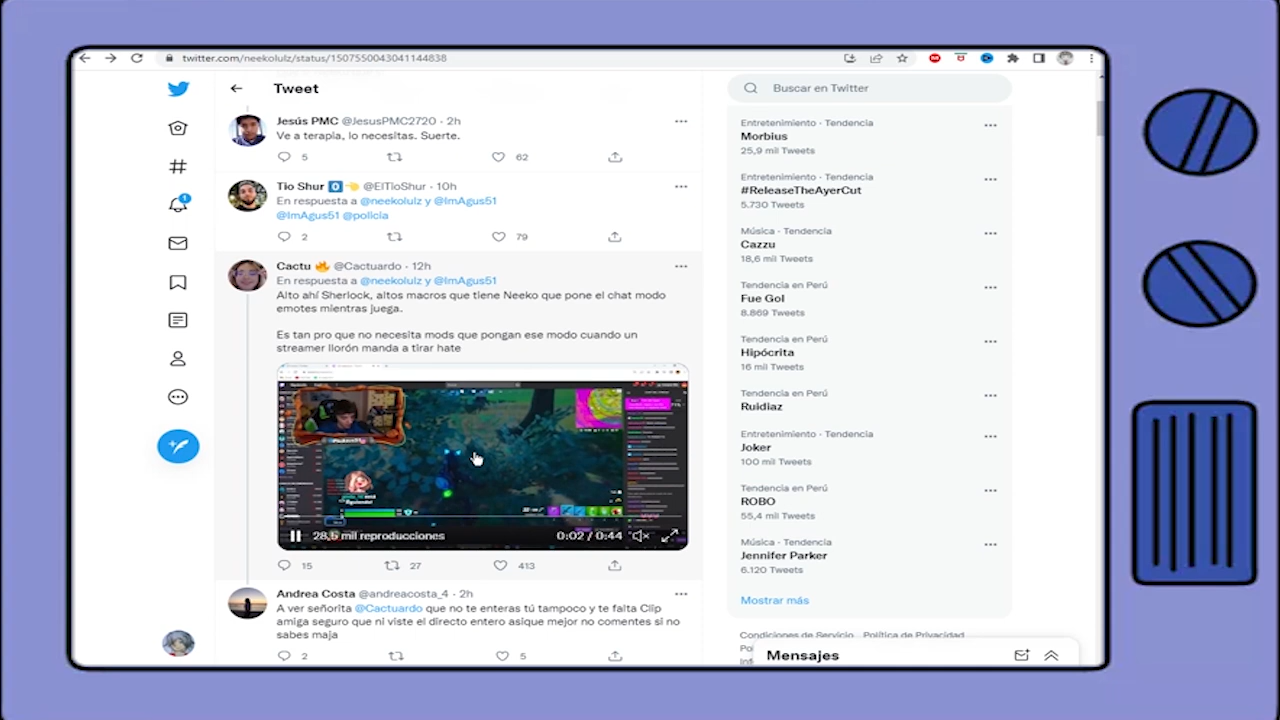 twitter.com/neekolulz/status/1507550043041144838
Tweet
Buscar en Twitter
Jesús PMC @JesusPMC2720 · 2h
Ve a terapia, lo necesitas. Suerte.
5 62
Tio Shur @ElTioShur · 10h
En respuesta a @neekolulz y @ImAgus51
@ImAgus51 @policia
2 79
Cactu @Cactuardo · 12h
En respuesta a @neekolulz y @ImAgus51
Alto ahí Sherlock, altos macros que tiene Neeko que pone el chat modo
emotes mientras juega.
Es tan pro que no necesita mods que pongan ese modo cuando un
streamer llorón manda a tirar hate
28,5 mil reproducciones 0:02 / 0:44
15 27 413
Andrea Costa @andreacosta_4 · 2h
A ver señorita @Cactuardo que no te enteras tú tampoco y te falta Clip
amiga seguro que ni viste el directo entero asique mejor no comentes si no
sabes maja
2 5
1
Entretenimiento · Tendencia
Morbius
25,9 mil Tweets
Entretenimiento · Tendencia
#ReleaseTheAyerCut
5.730 Tweets
Música · Tendencia
Cazzu
18,6 mil Tweets
Tendencia en Perú
Fue Gol
8.869 Tweets
Tendencia en Perú
Hipócrita
16 mil Tweets
Tendencia en Perú
Ruidiaz
Entretenimiento · Tendencia
Joker
100 mil Tweets
Tendencia en Perú
ROBO
55,4 mil Tweets
Música · Tendencia
Jennifer Parker
6.120 Tweets
Mostrar más
Condiciones de Servicio Política de Privacidad
Mensajes